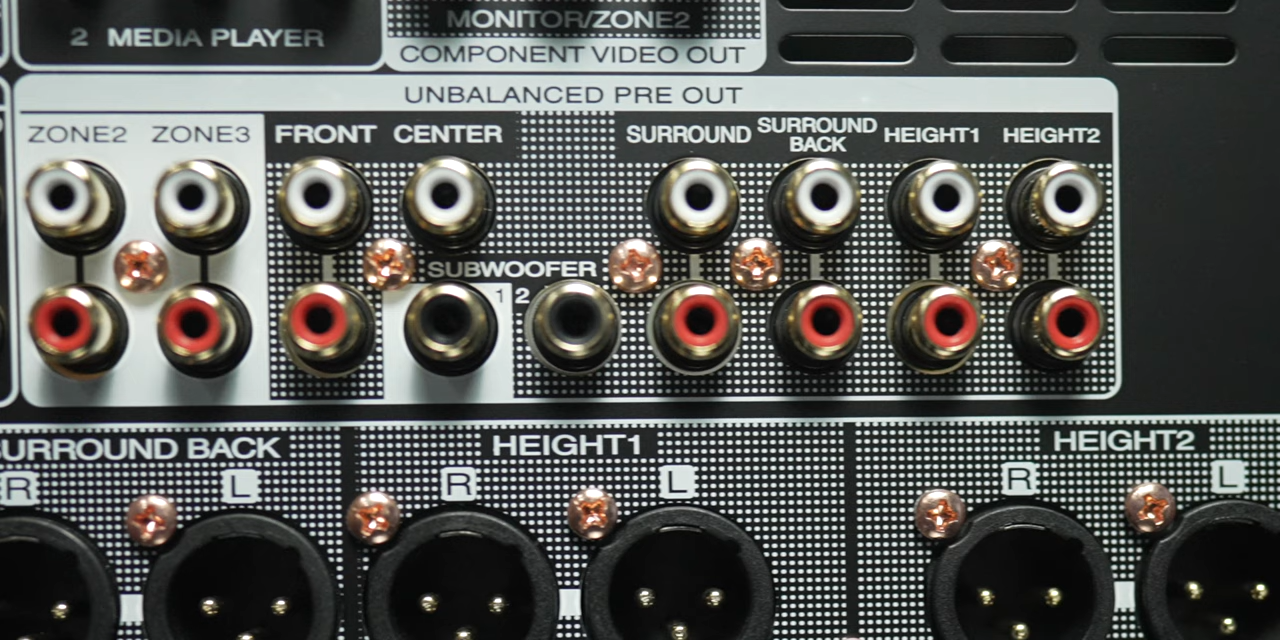 2 MEDIA PLAYER
MONITOR/ZONE2
COMPONENT VIDEO OUT
UNBALANCED PRE OUT
ZONE2 ZONE3 FRONT CENTER SURROUND SURROUND BACK HEIGHT1 HEIGHT2
SUBWOOFER
1 2
SURROUND BACK HEIGHT1 HEIGHT2
R L R L R L